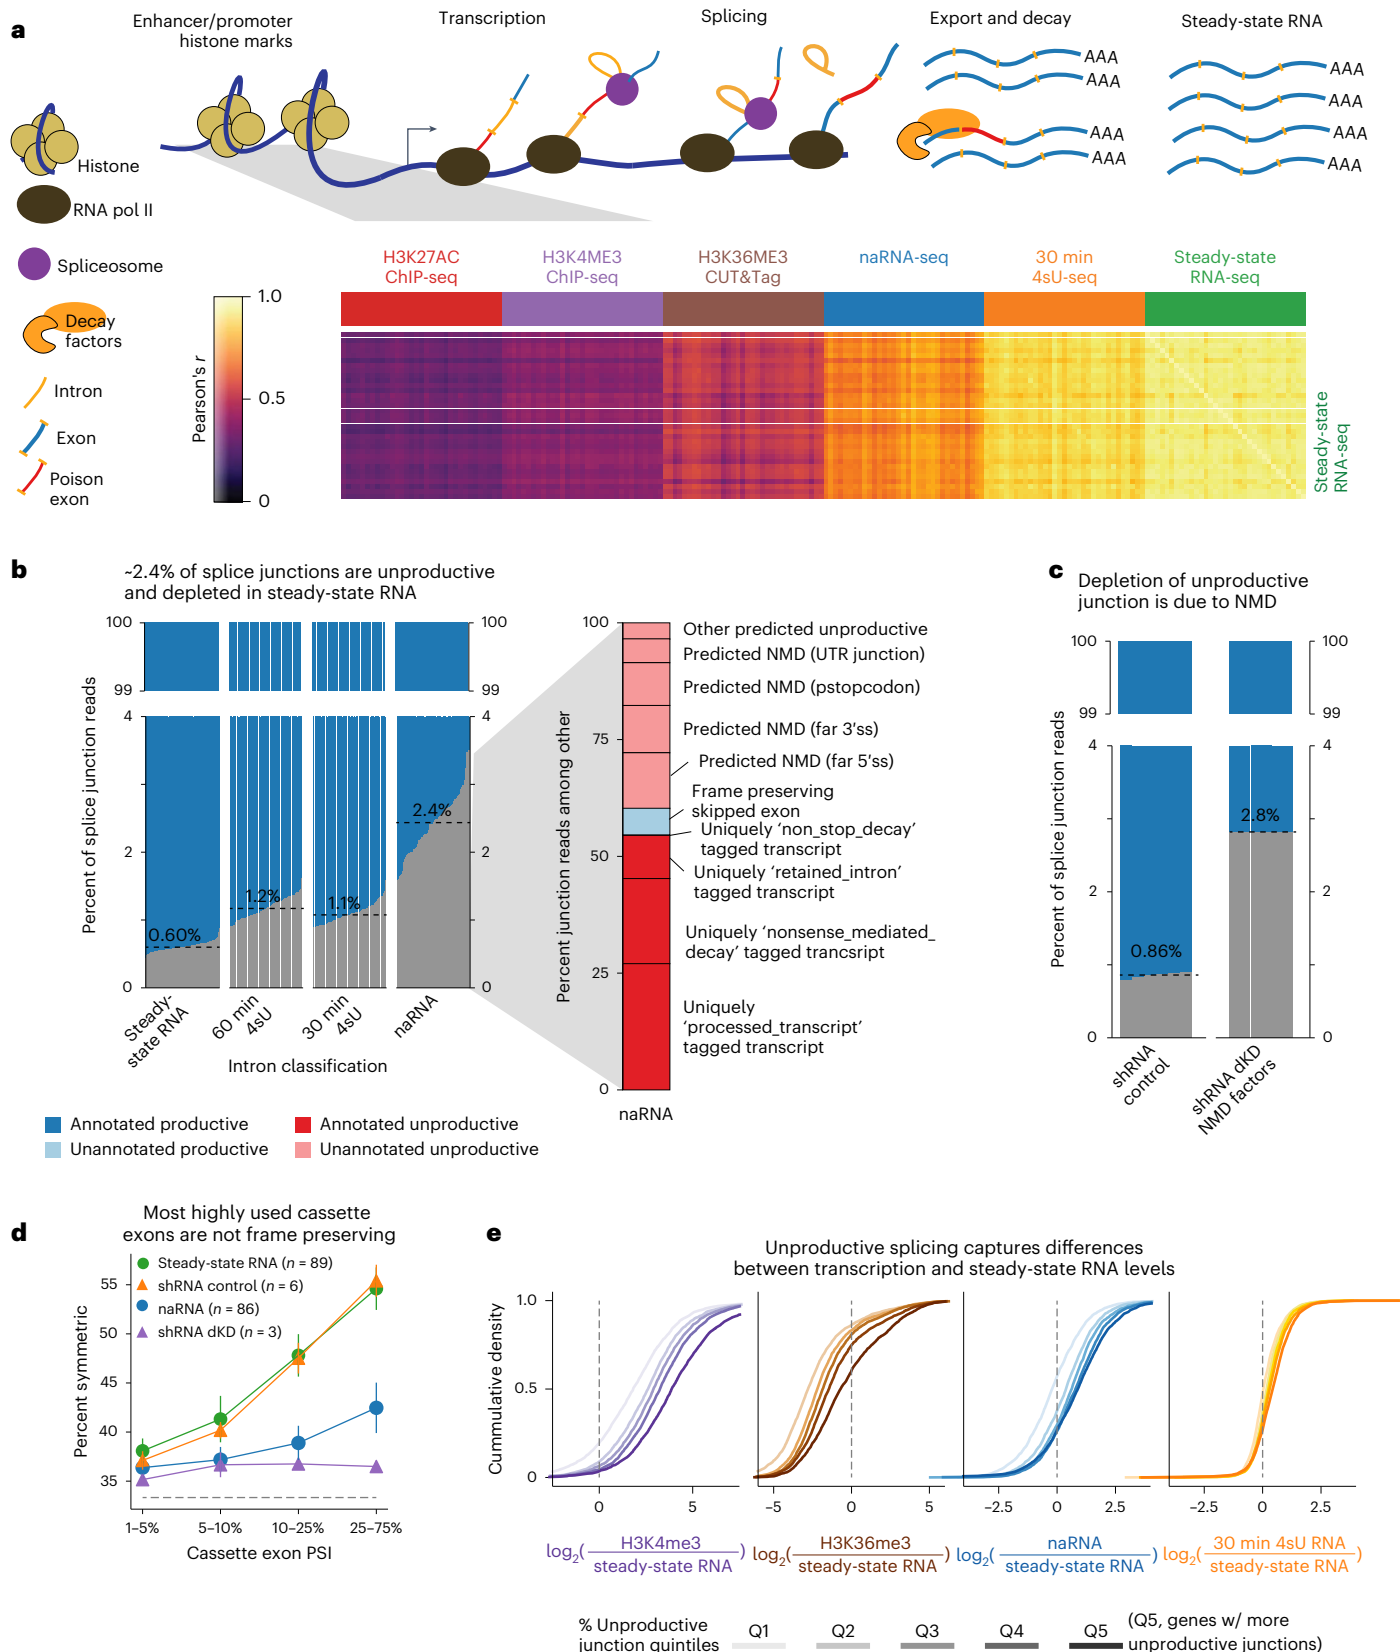 a
Enhancer/promoter
histone marks
Transcription
Splicing
Export and decay
Steady-state RNA
AAA
AAA
AAA
AAA
AAA
AAA
AAA
AAA
Histone
RNA pol II
Spliceosome
Decay
factors
Intron
Exon
Poison
exon
Pearson's r
1.0
0.5
0
H3K27AC
ChIP-seq
H3K4ME3
ChIP-seq
H3K36ME3
CUT&Tag
naRNA-seq
30 min
4sU-seq
Steady-state
RNA-seq
Steady-state
RNA-seq
b
~2.4% of splice junctions are unproductive
and depleted in steady-state RNA
Percent of splice junction reads
100
99
4
2
0
100
99
4
2
0
0.60%
1.2%
1.1%
2.4%
Steady-
state RNA
60 min
4sU
30 min
4sU
naRNA
Intron classification
Percent junction reads among other
100
75
50
25
0
naRNA
Other predicted unproductive
Predicted NMD (UTR junction)
Predicted NMD (pstopcodon)
Predicted NMD (far 3'ss)
Predicted NMD (far 5'ss)
Frame preserving
skipped exon
Uniquely 'non_stop_decay'
tagged transcript
Uniquely 'retained_intron'
tagged transcript
Uniquely 'nonsense_mediated_
decay' tagged trancsript
Uniquely
'processed_transcript'
tagged transcript
Annotated productive
Unannotated productive
Annotated unproductive
Unannotated unproductive
c
Depletion of unproductive
junction is due to NMD
Percent of splice junction reads
100
99
4
2
0
100
99
4
2
0
0.86%
2.8%
shRNA
control
shRNA dKD
NMD factors
d
Most highly used cassette
exons are not frame preserving
Steady-state RNA (n = 89)
shRNA control (n = 6)
naRNA (n = 86)
shRNA dKD (n = 3)
Percent symmetric
55
50
45
40
35
1–5%
5–10%
10–25%
25–75%
Cassette exon PSI
e
Unproductive splicing captures differences
between transcription and steady-state RNA levels
Cummulative density
1.0
0.5
0
0
5
−5
0
5
−2.5
0
2.5
−2.5
0
2.5
log2( H3K4me3
steady-state RNA )
log2( H3K36me3
steady-state RNA )
log2( naRNA
steady-state RNA )
log2( 30 min 4sU RNA
steady-state RNA )
% Unproductive
junction quintiles
Q1
Q2
Q3
Q4
Q5
(Q5, genes w/ more
unproductive junctions)